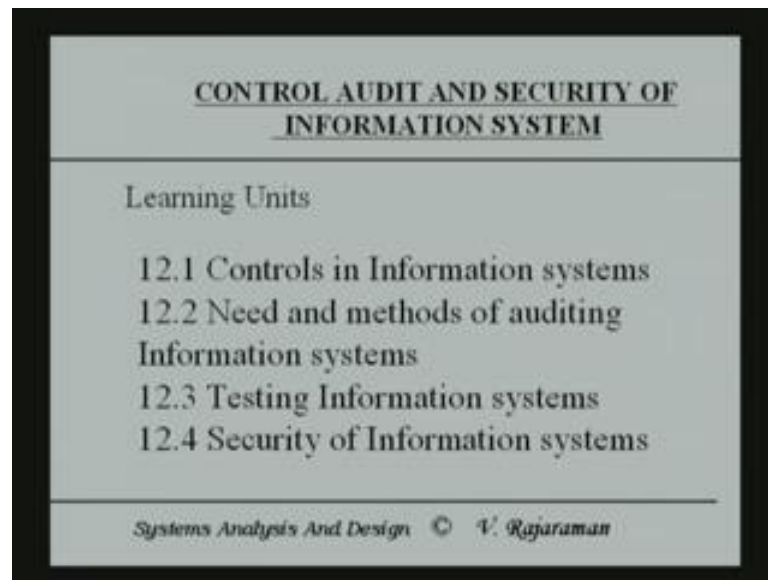 CONTROL AUDIT AND SECURITY OF
INFORMATION SYSTEM
Learning Units
12.1 Controls in Information systems
12.2 Need and methods of auditing
Information systems
12.3 Testing Information systems
12.4 Security of Information systems
Systems Analysis And Design © V. Rajaraman